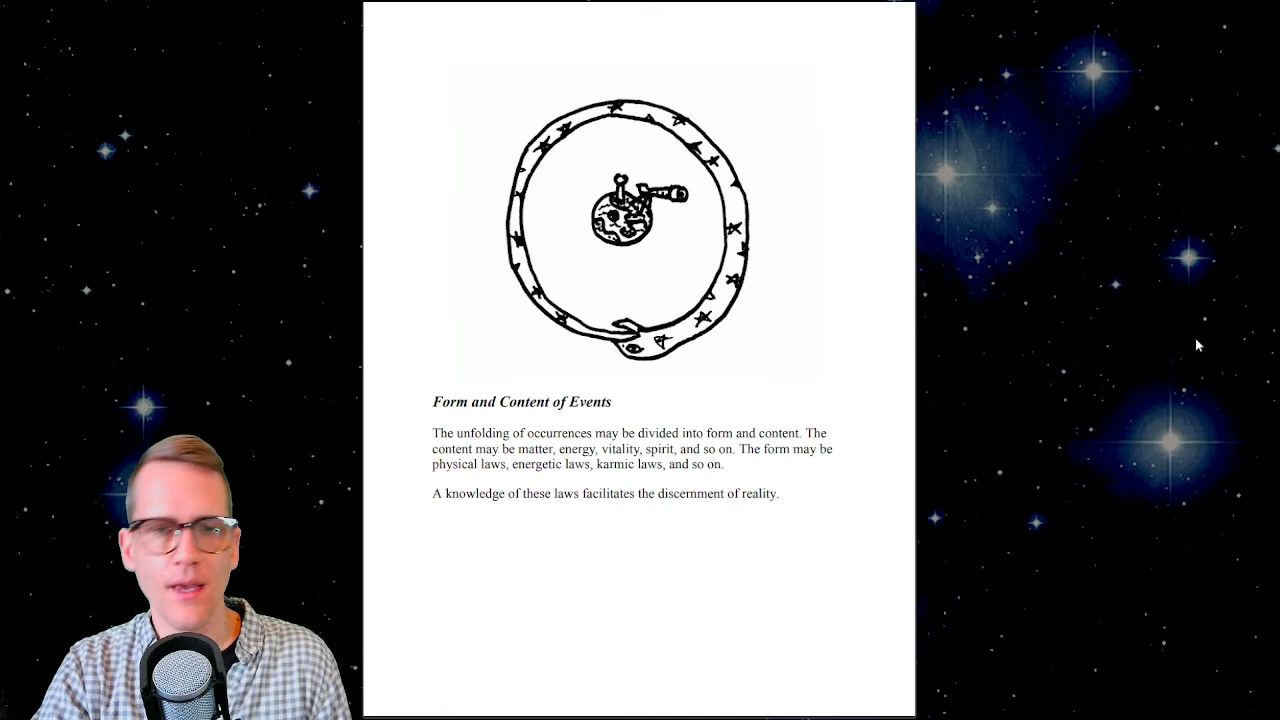 Form and Content of Events
The unfolding of occurrences may be divided into form and content. The
content may be matter, energy, vitality, spirit, and so on. The form may be
physical laws, energetic laws, karmic laws, and so on.
A knowledge of these laws facilitates the discernment of reality.